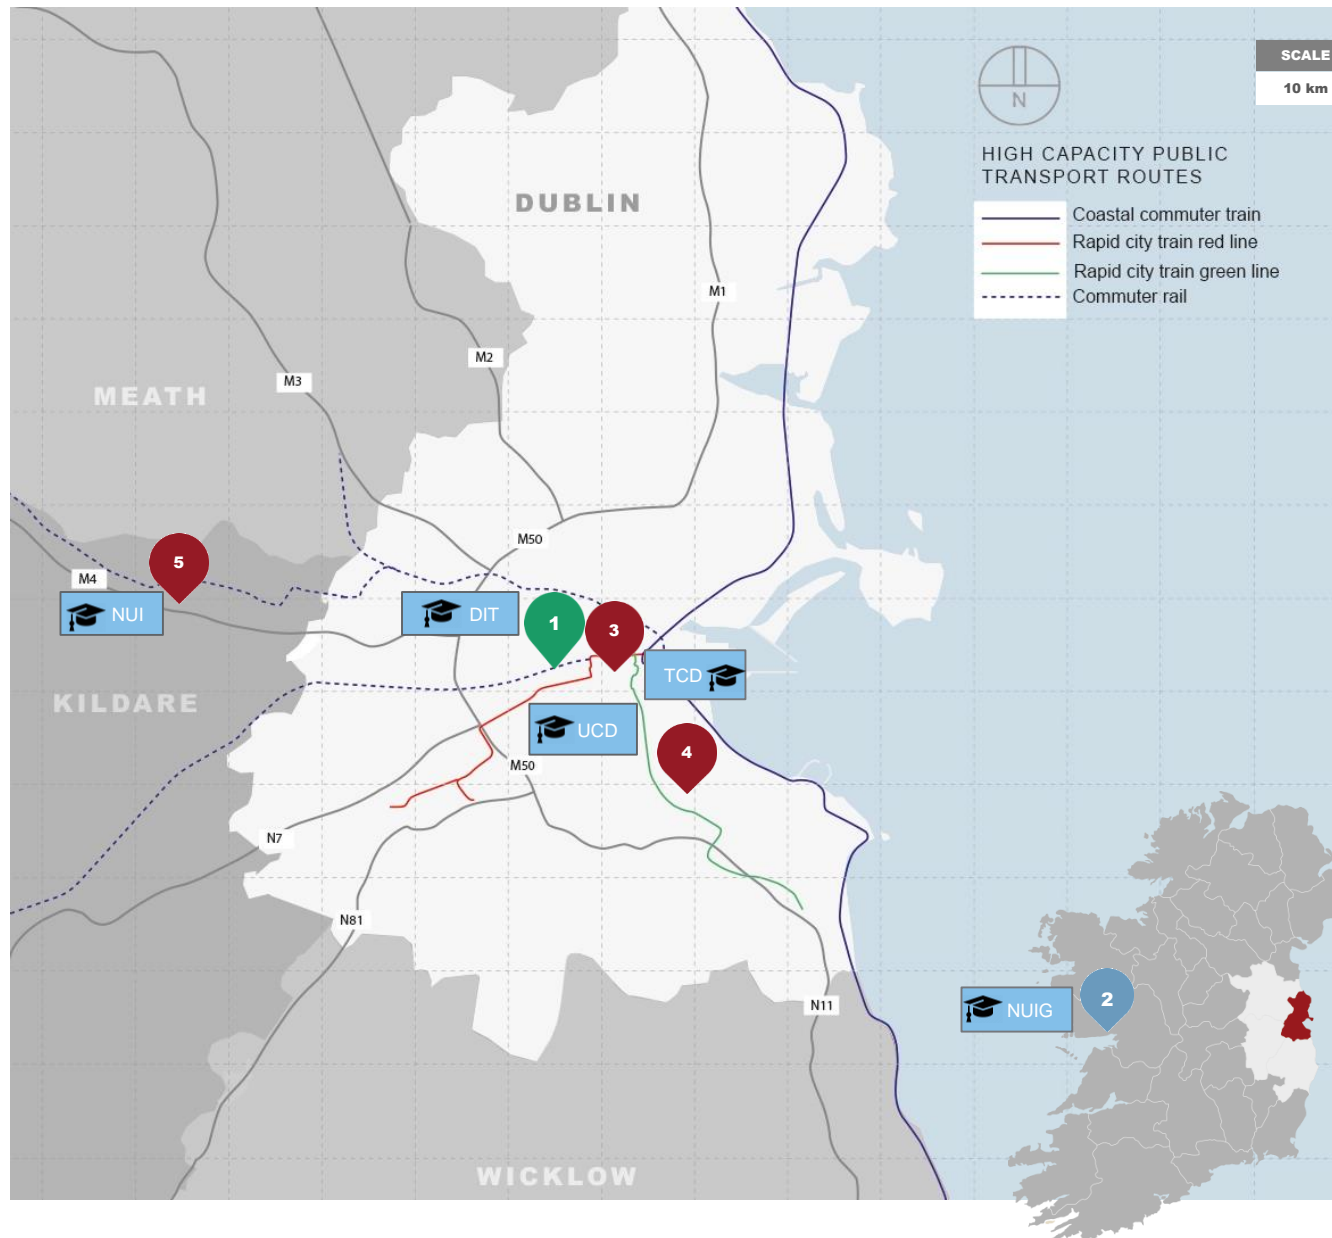 SCALE
10 km
N
HIGH CAPACITY PUBLIC
TRANSPORT ROUTES
Coastal commuter train
Rapid city train red line
Rapid city train green line
Commuter rail
DUBLIN
M1
M2
M3
MEATH
M50
5
M4
NUI
DIT
1
3
TCD
KILDARE
UCD
4
M50
N7
N81
N11
NUIG
2
WICKLOW